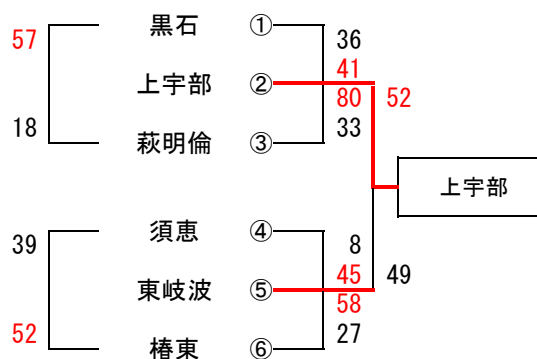 黒石 ① 36
57
41
上宇部 ②
80 52
18 33
萩明倫 ③
上宇部
須恵 ④
39 8
45 49
東岐波 ⑤
58
52 27
椿東 ⑥